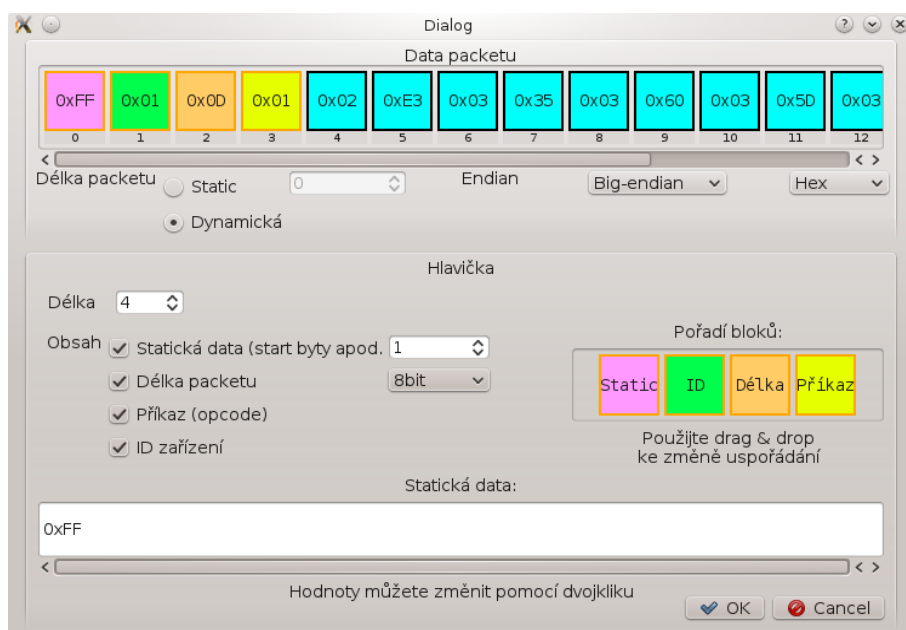 Dialog
Data packetu
0xFF 0x01 0x0D 0x01 0x02 0xE3 0x03 0x35 0x03 0x60 0x03 0x5D 0x03
0 1 2 3 4 5 6 7 8 9 10 11 12
Délka packetu Static 0 Endian Big-endian Hex
Dynamická
Hlavička
Délka 4
Obsah Statická data (start byty apod. 1
Délka packetu 8bit
Příkaz (opcode)
ID zařízení
Pořadí bloků:
Static ID Délka Příkaz
Použijte drag & drop
ke změně uspořádání
Statická data:
0xFF
Hodnoty můžete změnit pomocí dvojkliku
OK Cancel